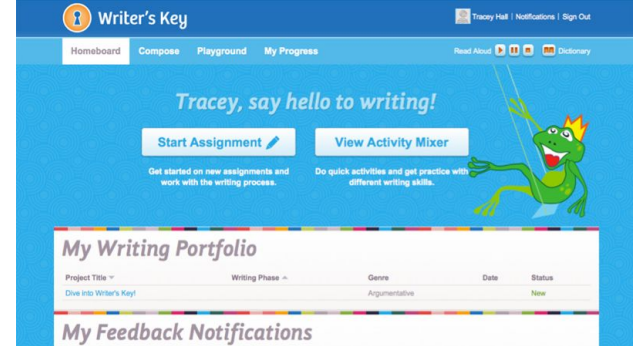 Writer's Key
Tracey Hall | Notifications | Sign Out
Homeboard Compose Playground My Progress Read Aloud Dictionary
Tracey, say hello to writing!
Start Assignment View Activity Mixer
Get started on new assignments and Do quick activities and get practice with
work with the writing process. different writing skills.
My Writing Portfolio
Project Title Writing Phase Genre Date Status
Dive into Writer's Key! Argumentative New
My Feedback Notifications